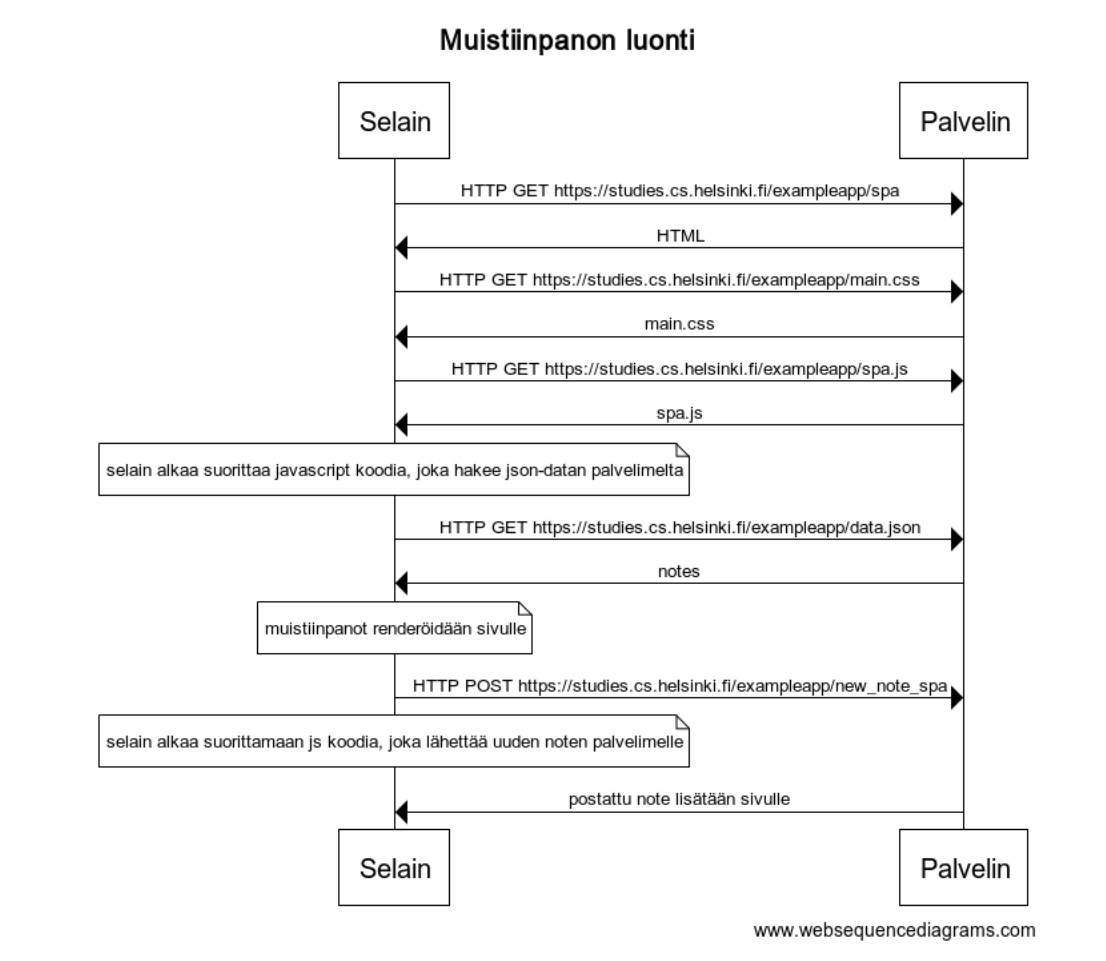 Muistiinpanon luonti
Selain
Palvelin
HTTP GET https://studies.cs.helsinki.fi/exampleapp/spa
HTML
HTTP GET https://studies.cs.helsinki.fi/exampleapp/main.css
main.css
HTTP GET https://studies.cs.helsinki.fi/exampleapp/spa.js
spa.js
selain alkaa suorittaa javascript koodia, joka hakee json-datan palvelimelta
HTTP GET https://studies.cs.helsinki.fi/exampleapp/data.json
notes
muistiinpanot renderöidään sivulle
HTTP POST https://studies.cs.helsinki.fi/exampleapp/new_note_spa
selain alkaa suorittamaan js koodia, joka lähettää uuden noten palvelimelle
postattu note lisätään sivulle
Selain
Palvelin
www.websequencediagrams.com